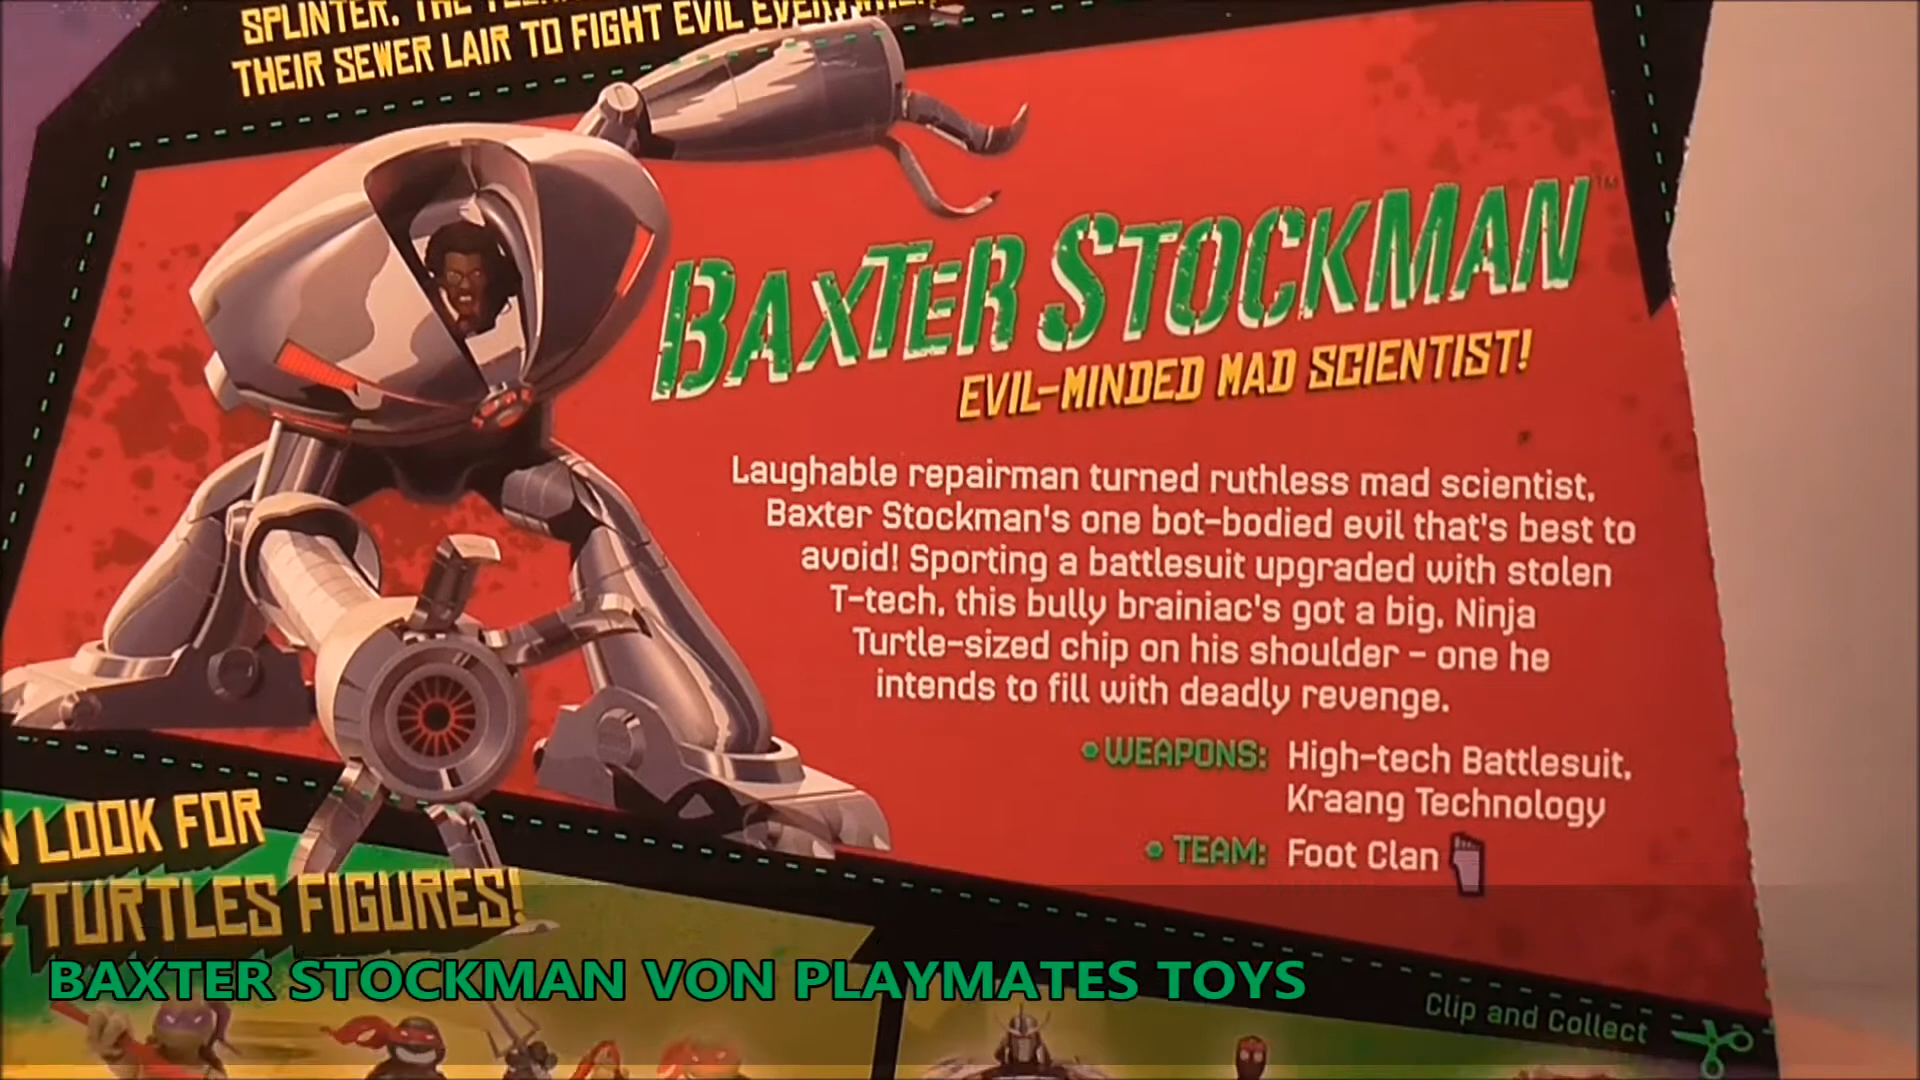 SPLINTER. THE
THEIR SEWER LAIR TO FIGHT EVIL
BAXTER STOCKMAN™
EVIL-MINDED MAD SCIENTIST!
Laughable repairman turned ruthless mad scientist,
Baxter Stockman's one bot-bodied evil that's best to
avoid! Sporting a battlesuit upgraded with stolen
T-tech, this bully brainiac's got a big, Ninja
Turtle-sized chip on his shoulder – one he
intends to fill with deadly revenge.
• WEAPONS: High-tech Battlesuit,
Kraang Technology
• TEAM: Foot Clan
LOOK FOR
TURTLES FIGURES!
BAXTER STOCKMAN VON PLAYMATES TOYS
Clip and Collect